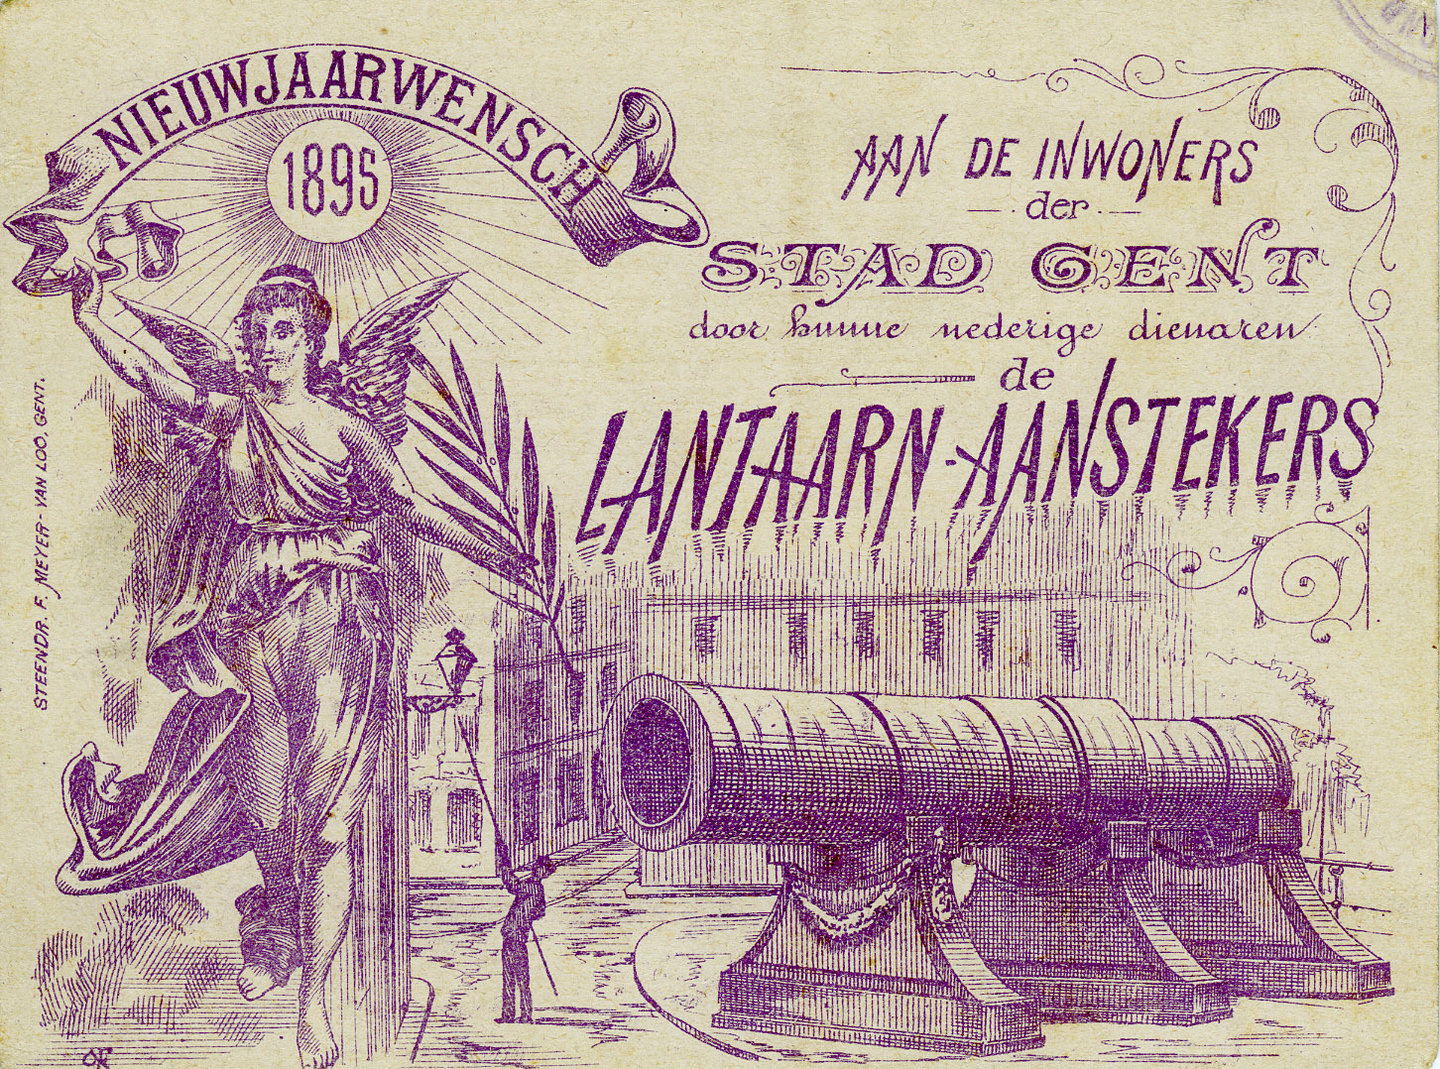 NIEUWJAARWENSCH
1895
AAN DE INWONERS
der
STAD GENT
door hunne nederige dienaren
de
LANTAARN-AANSTEKERS
STEENDR. F. MEYER-VAN LOO, GENT.